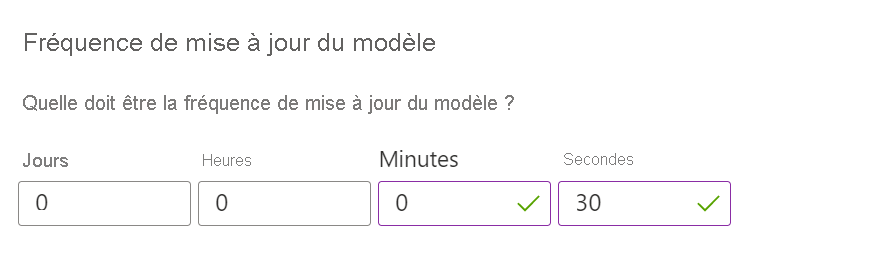 Fréquence de mise à jour du modèle
Quelle doit être la fréquence de mise à jour du modèle ?
Jours Heures Minutes Secondes
0 0 0 30